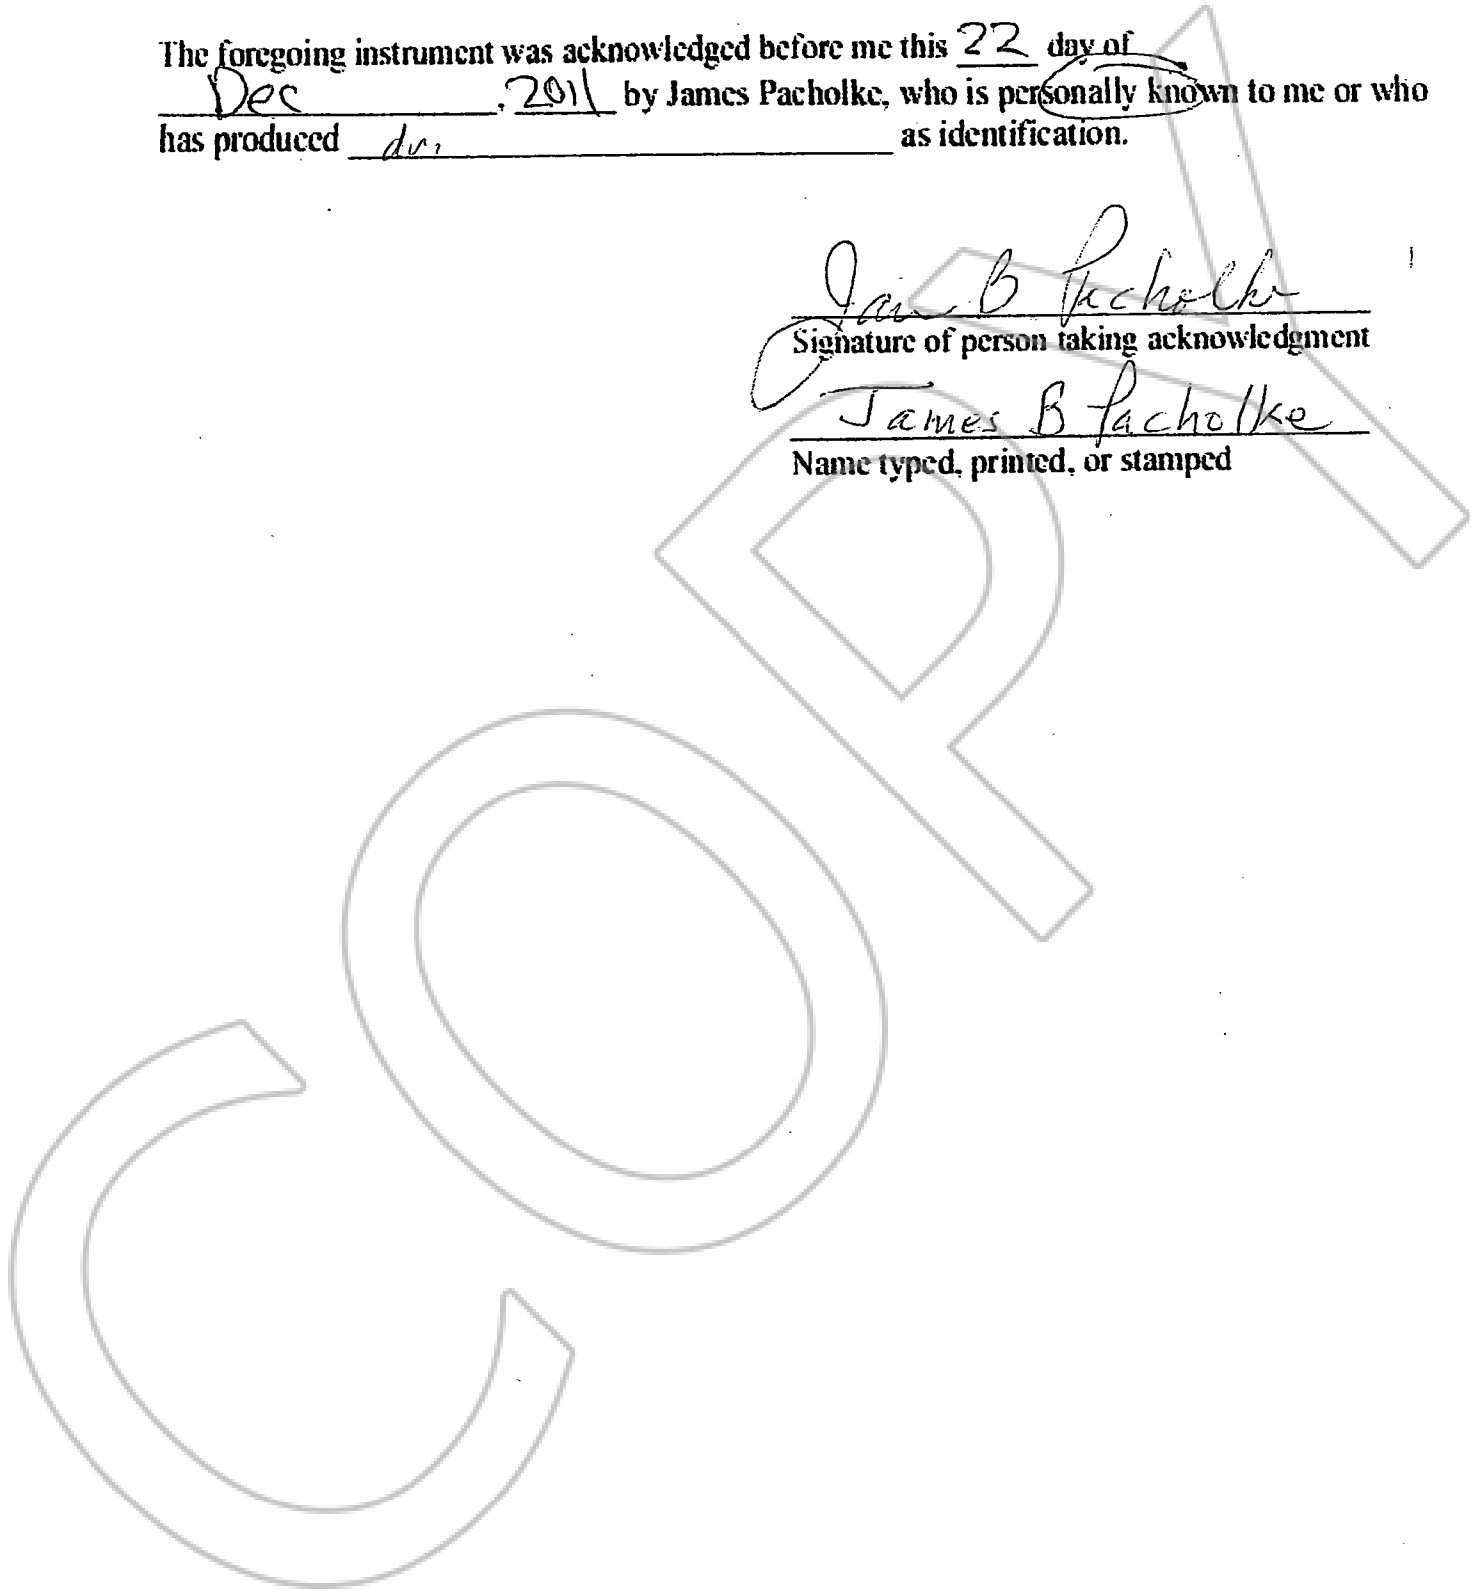 The foregoing instrument was acknowledged before me this 22 day of
Dec, 2011 by James Pacholke, who is personally known to me or who
has produced as identification.
James B Pacholke
Signature of person taking acknowledgment
James B Pacholke
Name typed, printed, or stamped
COPY